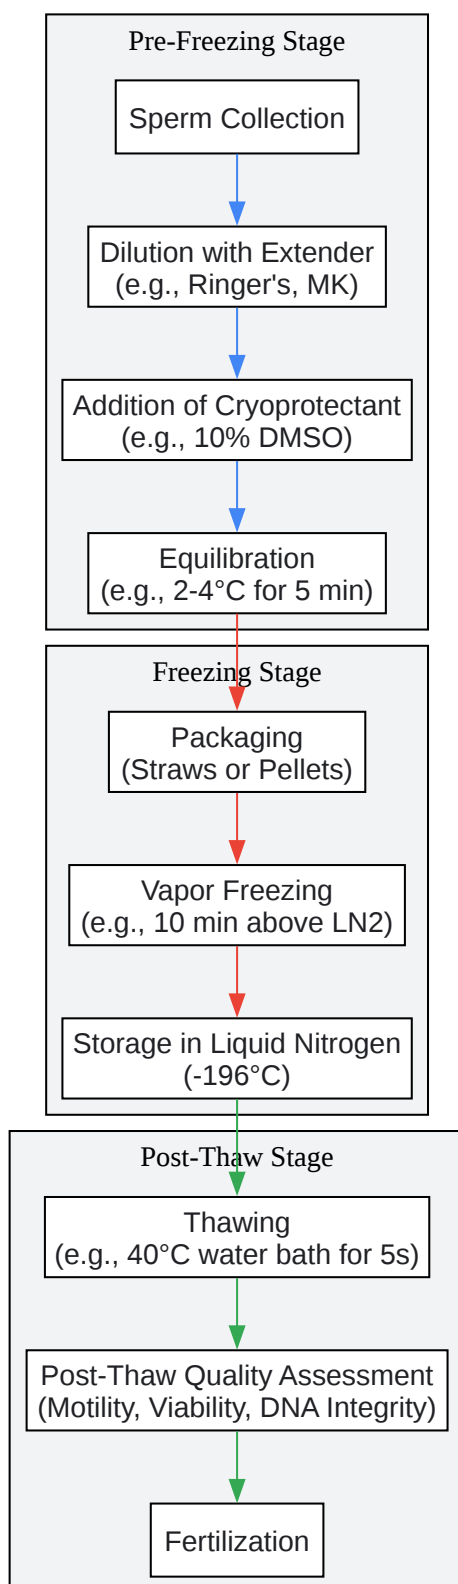 Pre-Freezing Stage
Sperm Collection
Dilution with Extender
(e.g., Ringer's, MK)
Addition of Cryoprotectant
(e.g., 10% DMSO)
Equilibration
(e.g., 2-4°C for 5 min)
Freezing Stage
Packaging
(Straws or Pellets)
Vapor Freezing
(e.g., 10 min above LN2)
Storage in Liquid Nitrogen
(-196°C)
Post-Thaw Stage
Thawing
(e.g., 40°C water bath for 5s)
Post-Thaw Quality Assessment
(Motility, Viability, DNA Integrity)
Fertilization